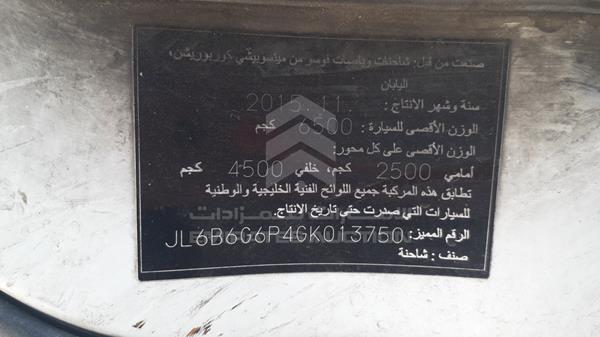 صنعت من قبل: شاحنات وباصات فوسو من ميتسوبيشي كوربوريشن،
اليابان
سنة وشهر الانتاج: 2015..11.
الوزن الأقصى للسيارة: 6500 كجم
الوزن الأقصى على كل محور:
أمامي 2500 كجم، خلفي 4500 كجم
تطابق هذه المركبة جميع اللوائح الفنية الخليجية والوطنية
للسيارات التي صدرت حتى تاريخ الانتاج.
الرقم المميز: JL6B6G6P4GK013750
صنف: شاحنة